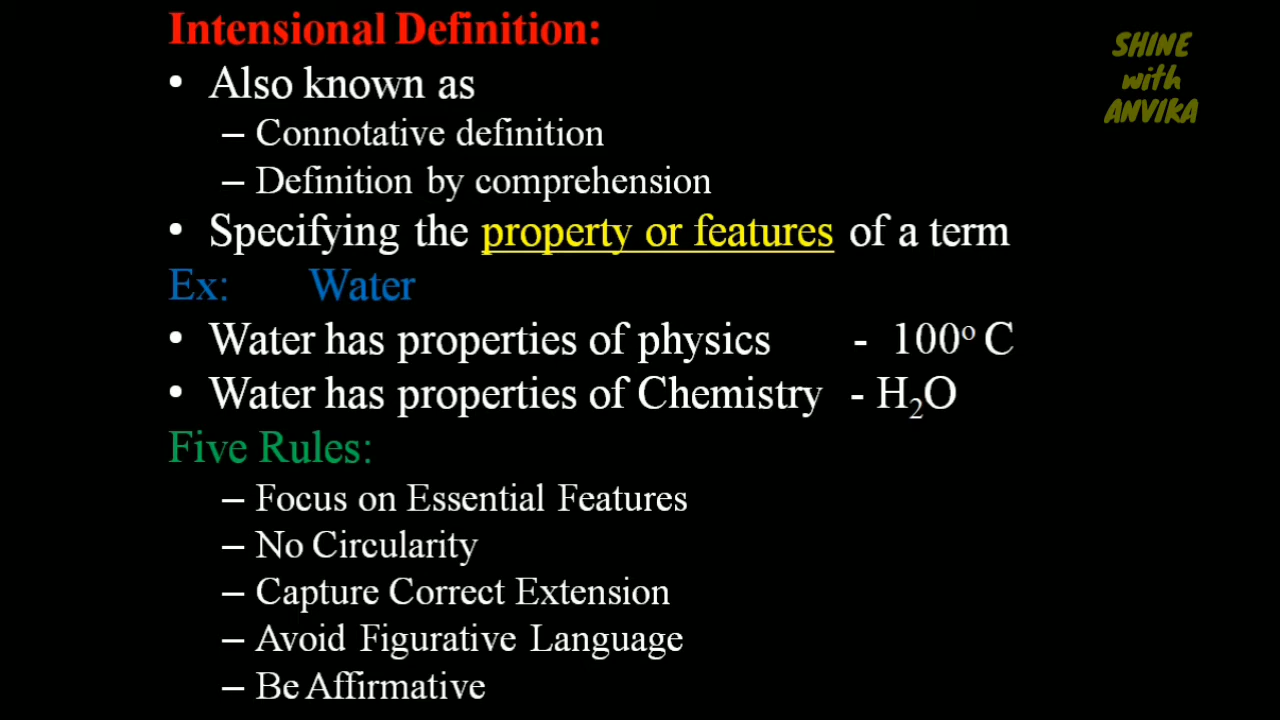 Intensional Definition:
SHINE
with
ANVIKA
• Also known as
– Connotative definition
– Definition by comprehension
• Specifying the property or features of a term
Ex: Water
• Water has properties of physics - 100° C
• Water has properties of Chemistry - H₂O
Five Rules:
– Focus on Essential Features
– No Circularity
– Capture Correct Extension
– Avoid Figurative Language
– Be Affirmative